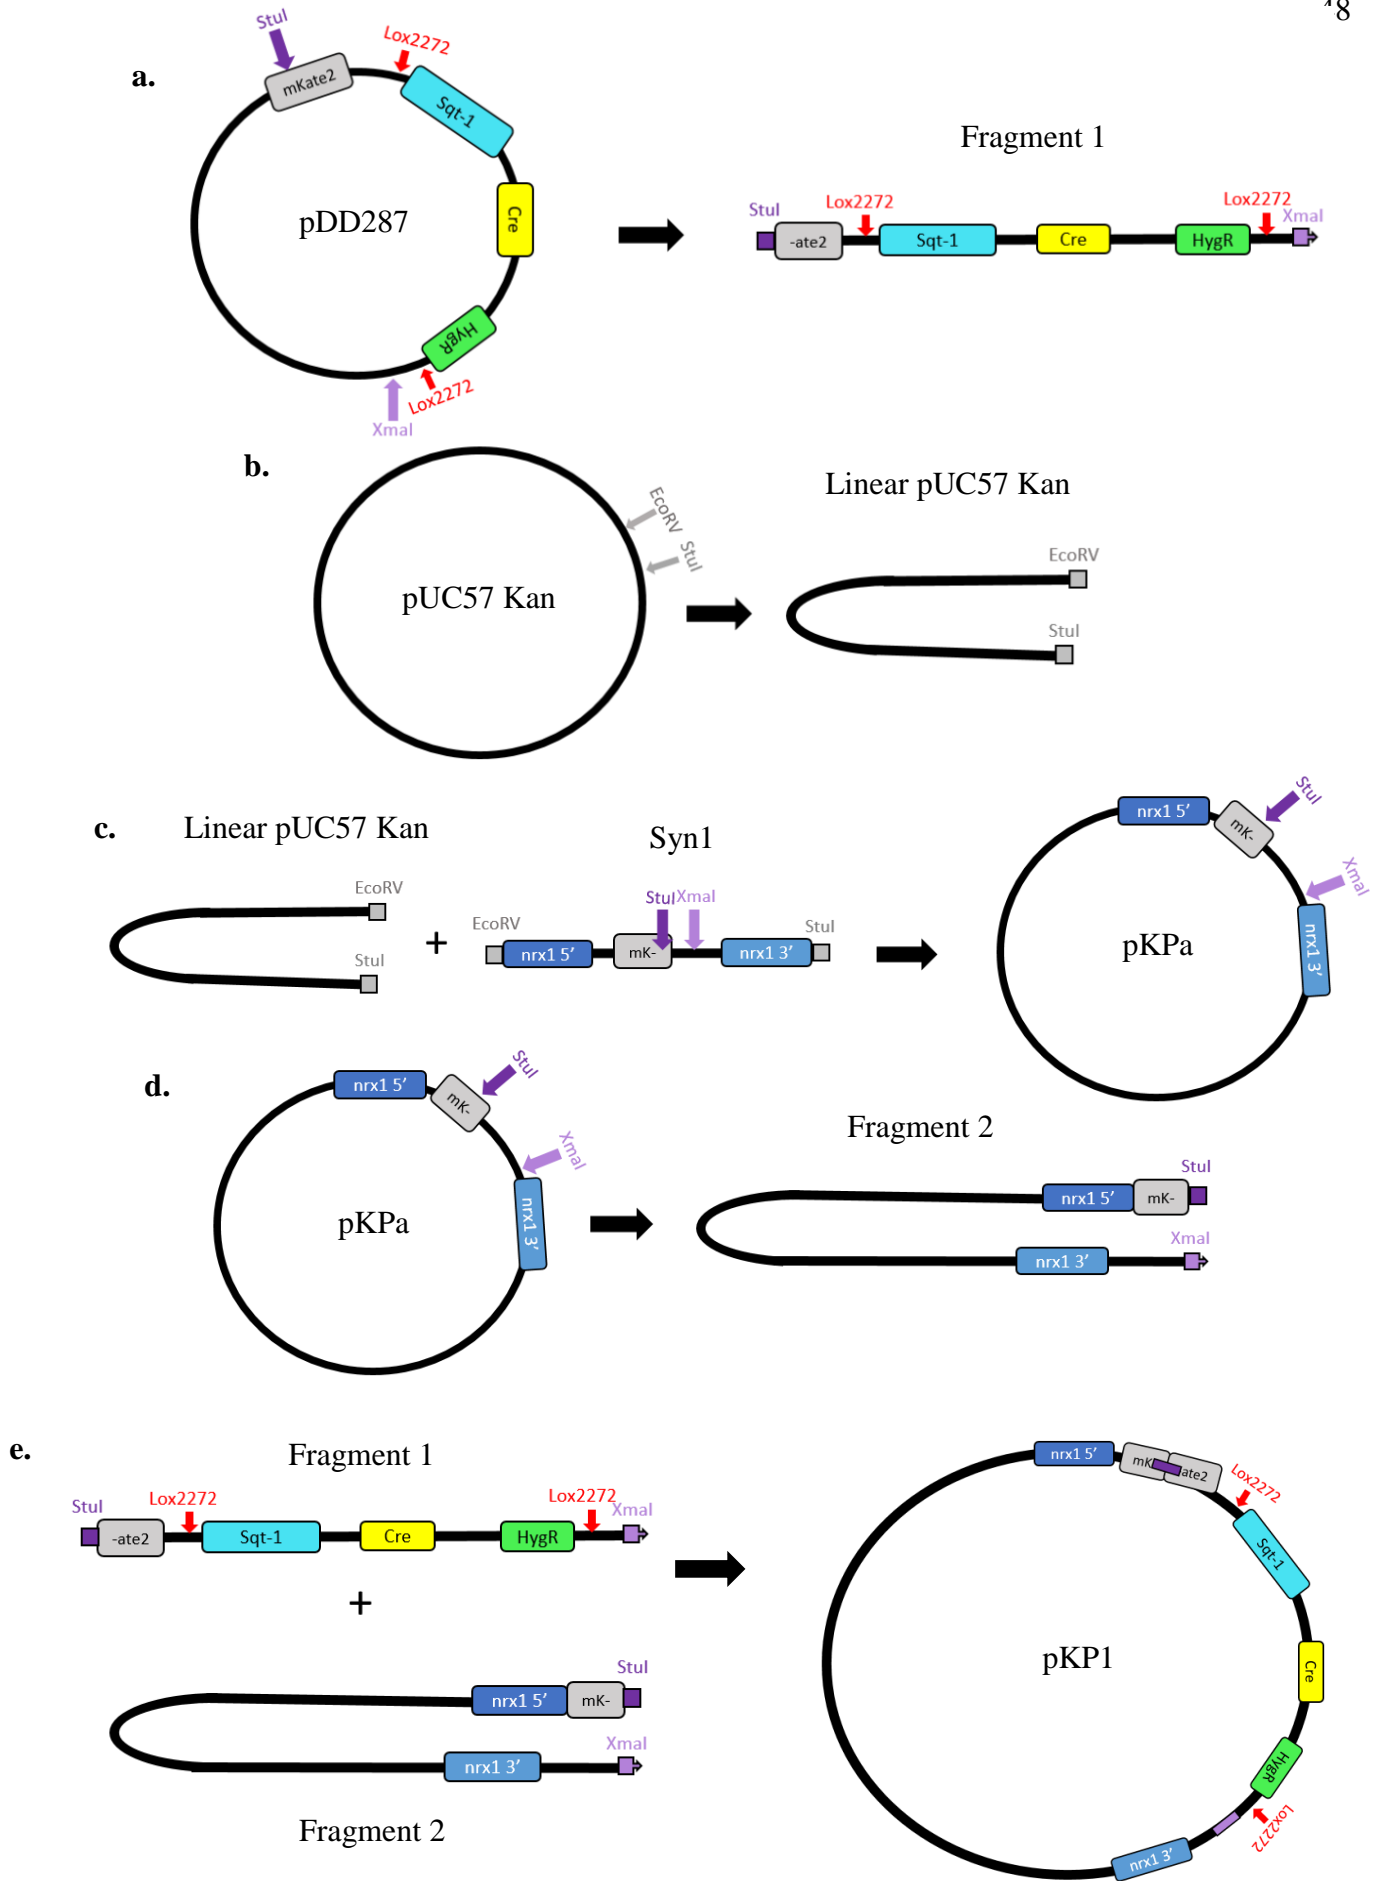 48
a.
StuI
Lox2272
mKate2
Sqt-1
Cre
HygR
Lox2272
XmaI
pDD287
Fragment 1
StuI
Lox2272
Lox2272
XmaI
-ate2
Sqt-1
Cre
HygR
b.
EcoRV
StuI
pUC57 Kan
Linear pUC57 Kan
EcoRV
StuI
c.
Linear pUC57 Kan
EcoRV
StuI
+
Syn1
EcoRV
StuI
XmaI
StuI
nrx1 5’
mK-
nrx1 3’
nrx1 5’
mK-
StuI
XmaI
nrx1 3’
pKPa
d.
nrx1 5’
mK-
StuI
XmaI
nrx1 3’
pKPa
Fragment 2
StuI
nrx1 5’
mK-
XmaI
nrx1 3’
e.
Fragment 1
StuI
Lox2272
Lox2272
XmaI
-ate2
Sqt-1
Cre
HygR
+
StuI
nrx1 5’
mK-
XmaI
nrx1 3’
Fragment 2
nrx1 5’
mK
ate2
Lox2272
Sqt-1
Cre
HygR
Lox2272
nrx1 3’
pKP1